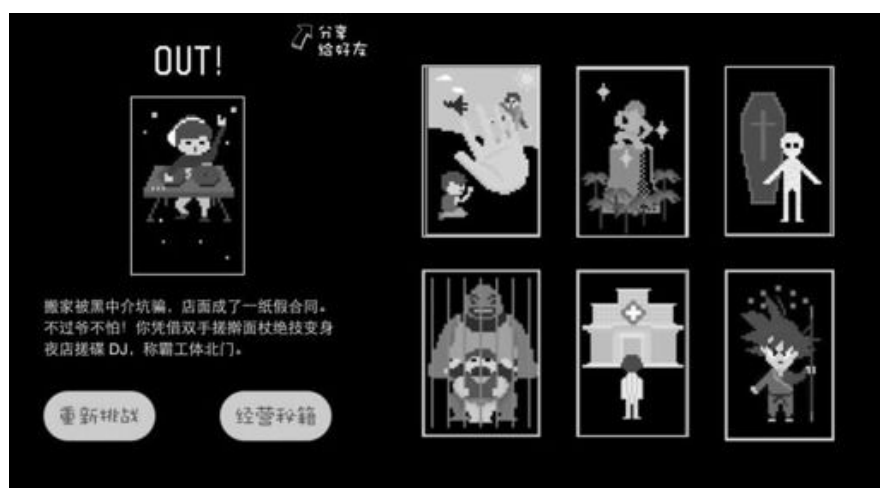 OUT!
分享
给好友
搬家被黑中介坑骗，店面成了一纸假合同。
不过爷不怕！你凭借双手搓擀面杖绝技变身
夜店搓碟 DJ，称霸工体北门。
重新挑战
经营秘籍